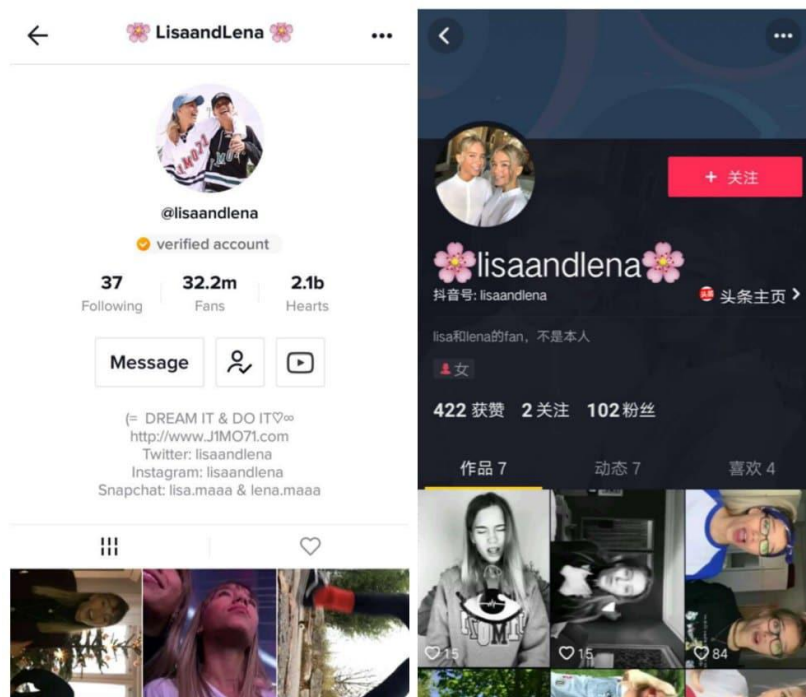 🌸 LisaandLena 🌸
@lisaandlena
verified account
37 32.2m 2.1b
Following Fans Hearts
Message
(= DREAM IT & DO IT♡∞
http://www.J1MO71.com
Twitter: lisaandlena
Instagram: lisaandlena
Snapchat: lisa.maaa & lena.maaa
+ 关注
🌸lisaandlena🌸
抖音号: lisaandlena
头条 头条主页
lisa和lena的fan，不是本人
女
422 获赞 2 关注 102 粉丝
作品 7 动态 7 喜欢 4
15 15 84